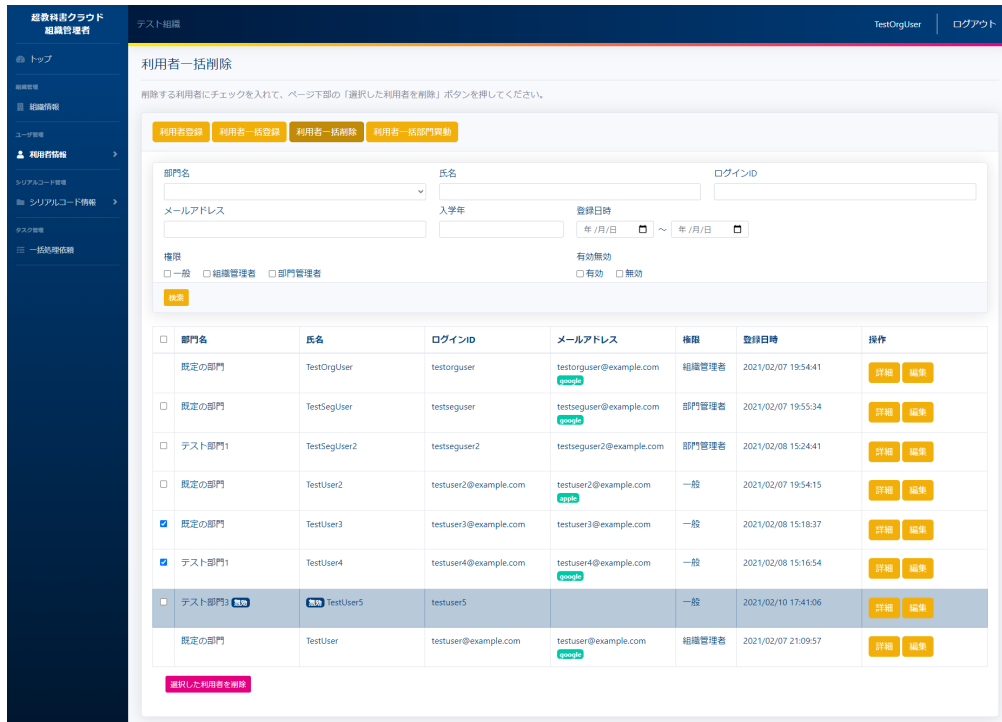 超教科書クラウド
組織管理者
テスト組織
TestOrgUser
ログアウト
トップ
組織管理
組織情報
ユーザ管理
利用者情報
シリアルコード管理
シリアルコード情報
タスク管理
一括処理依頼
利用者一括削除
削除する利用者にチェックを入れて、ページ下部の「選択した利用者を削除」ボタンを押してください。
利用者登録 利用者一括登録 利用者一括削除 利用者一括部門異動
部門名 氏名 ログインID
メールアドレス 入学年 登録日時
年 /月/日 ~ 年 /月/日
権限 有効無効
一般 組織管理者 部門管理者 有効 無効
検索
部門名 氏名 ログインID メールアドレス 権限 登録日時 操作
既定の部門 TestOrgUser testorguser testorguser@example.com 組織管理者 2021/02/07 19:54:41 詳細 編集
google
既定の部門 TestSegUser testseguser testseguser@example.com 部門管理者 2021/02/07 19:55:34 詳細 編集
google
テスト部門1 TestSegUser2 testseguser2 testseguser2@example.com 部門管理者 2021/02/08 15:24:41 詳細 編集
既定の部門 TestUser2 testuser2@example.com testuser2@example.com 一般 2021/02/07 19:54:15 詳細 編集
apple
既定の部門 TestUser3 testuser3@example.com testuser3@example.com 一般 2021/02/08 15:18:37 詳細 編集
テスト部門1 TestUser4 testuser4@example.com testuser4@example.com 一般 2021/02/08 15:16:54 詳細 編集
google
テスト部門3 無効 無効 TestUser5 testuser5 一般 2021/02/10 17:41:06 詳細 編集
既定の部門 TestUser testuser@example.com testuser@example.com 組織管理者 2021/02/07 21:09:57 詳細 編集
google
選択した利用者を削除